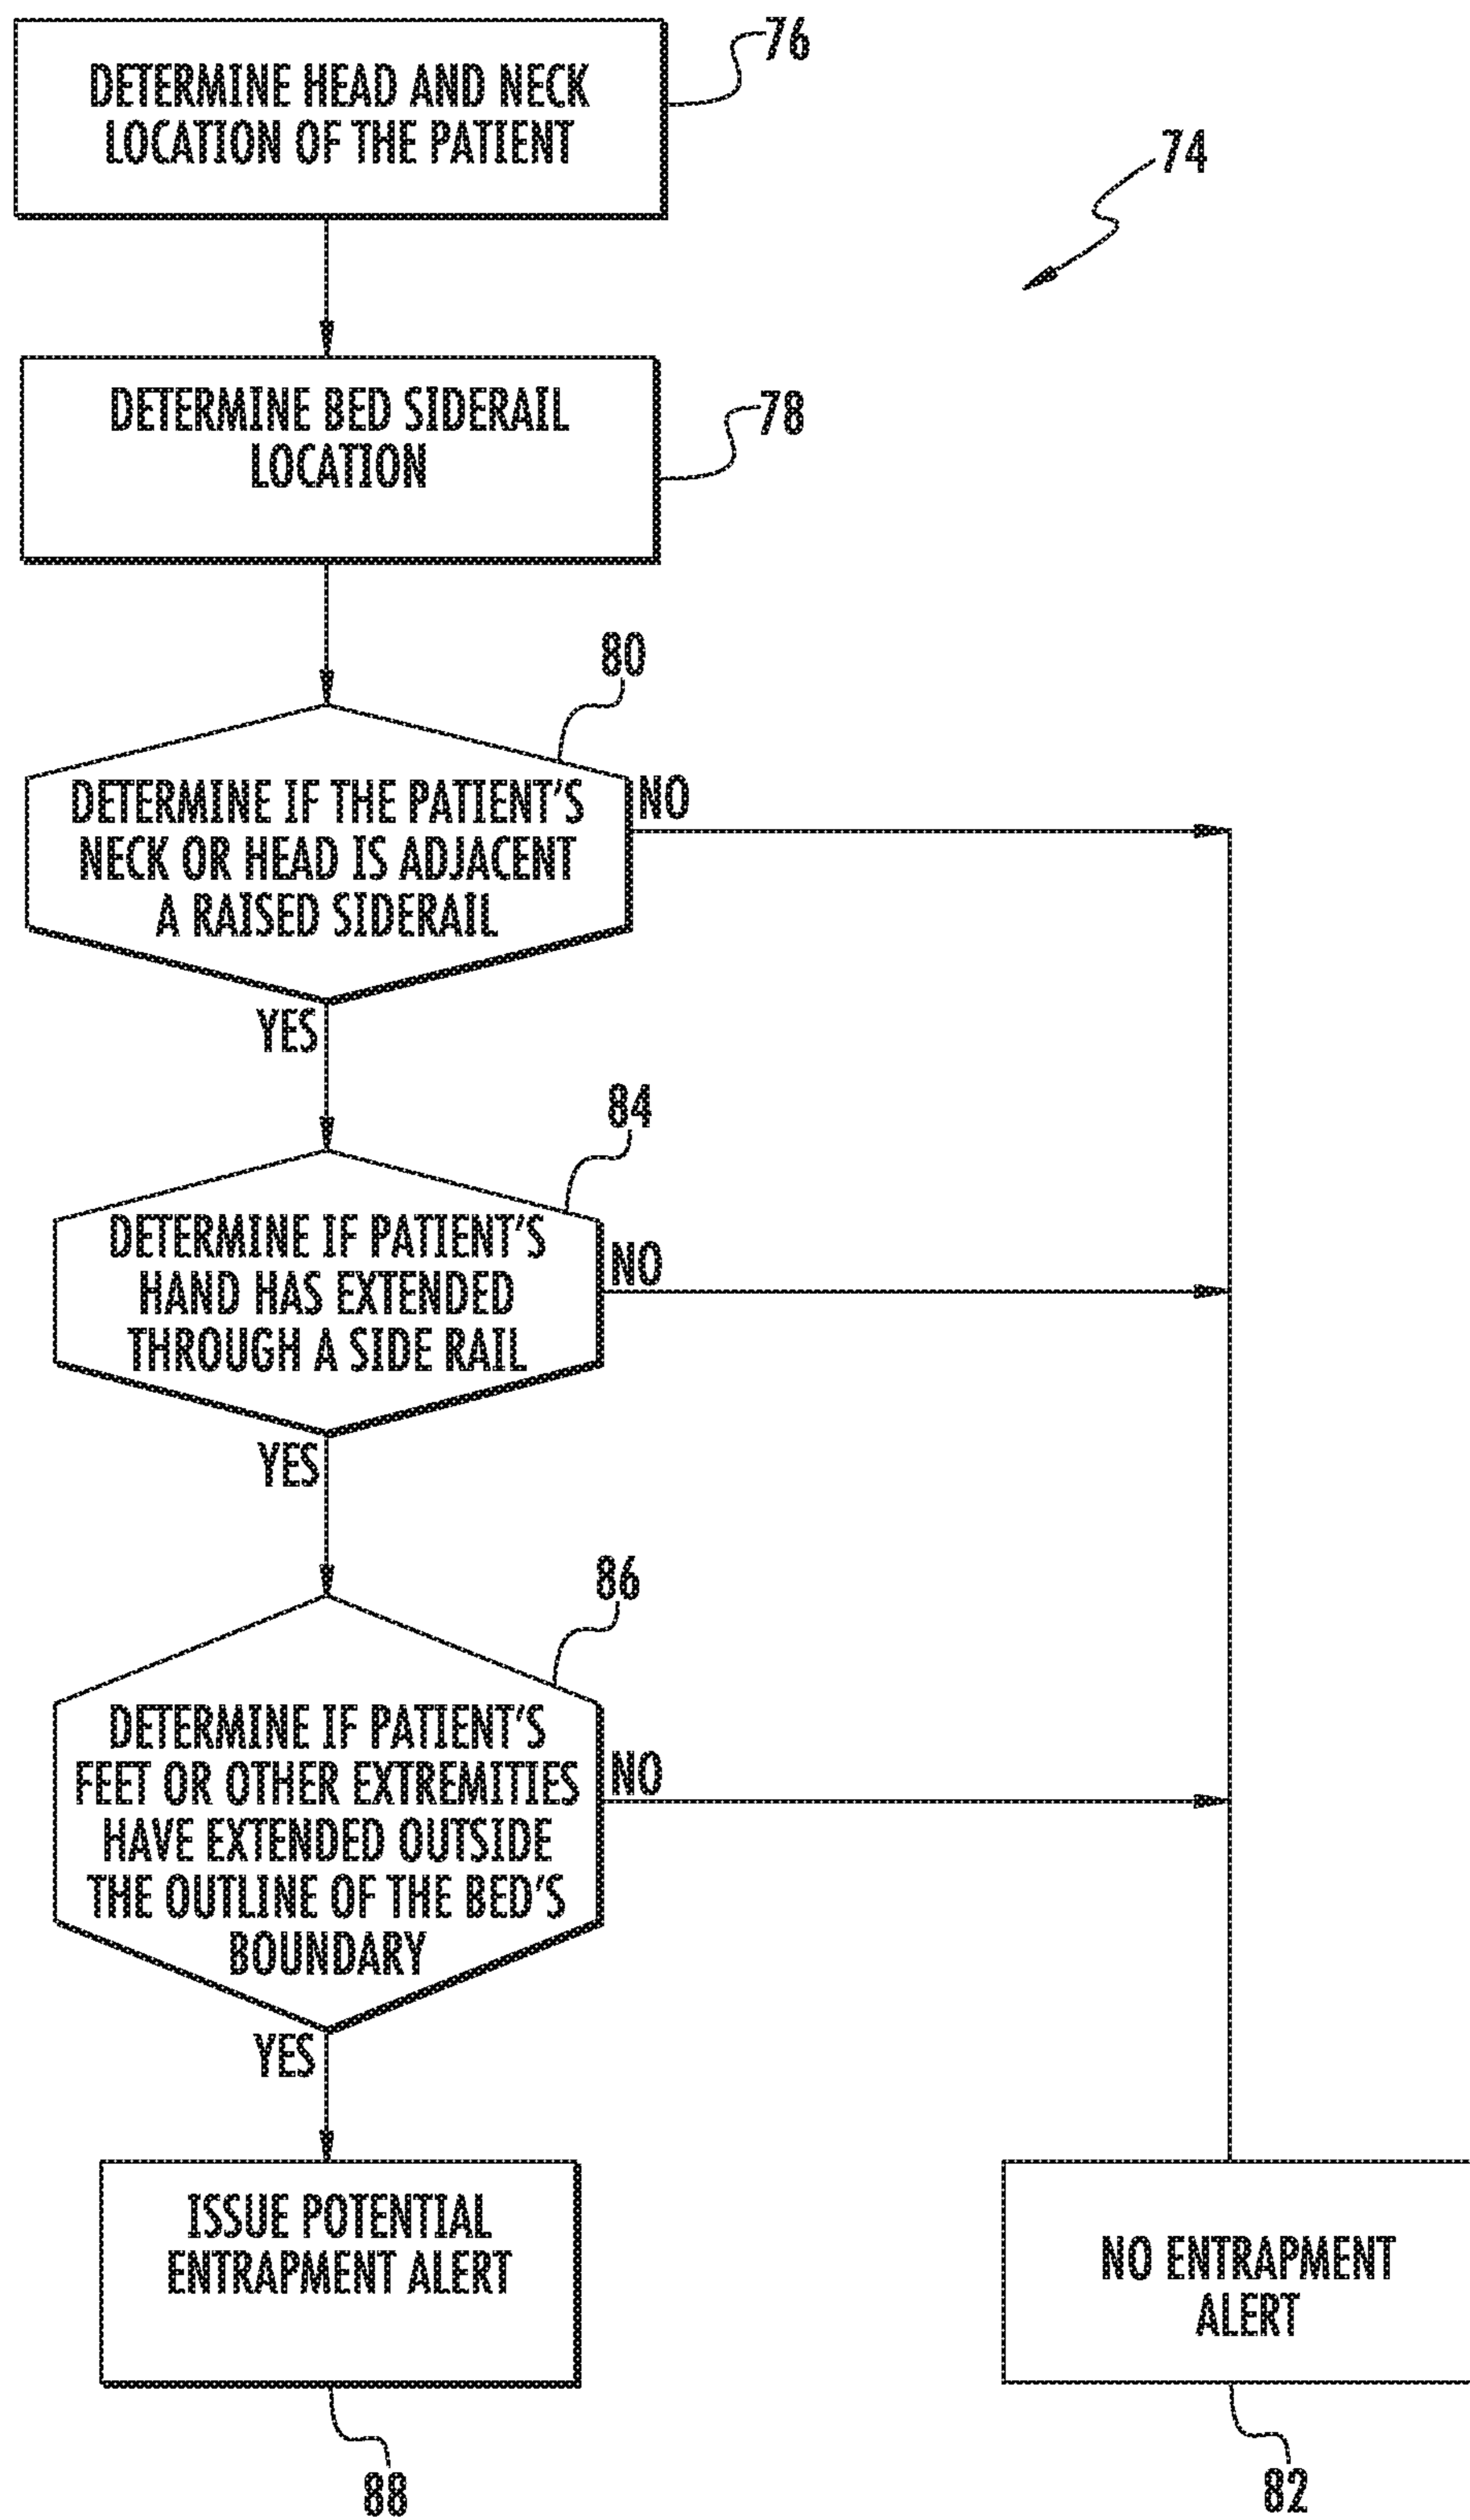 DETERMINE HEAD AND NECK
LOCATION OF THE PATIENT
76
74
DETERMINE BED SIDERAIL
LOCATION
78
80
DETERMINE IF THE PATIENT'S
NECK OR HEAD IS ADJACENT
A RAISED SIDERAIL
NO
YES
84
DETERMINE IF PATIENT'S
HAND HAS EXTENDED
THROUGH A SIDE RAIL
NO
YES
86
DETERMINE IF PATIENT'S
FEET OR OTHER EXTREMITIES
HAVE EXTENDED OUTSIDE
THE OUTLINE OF THE BED'S
BOUNDARY
NO
YES
ISSUE POTENTIAL
ENTRAPMENT ALERT
88
NO ENTRAPMENT
ALERT
82